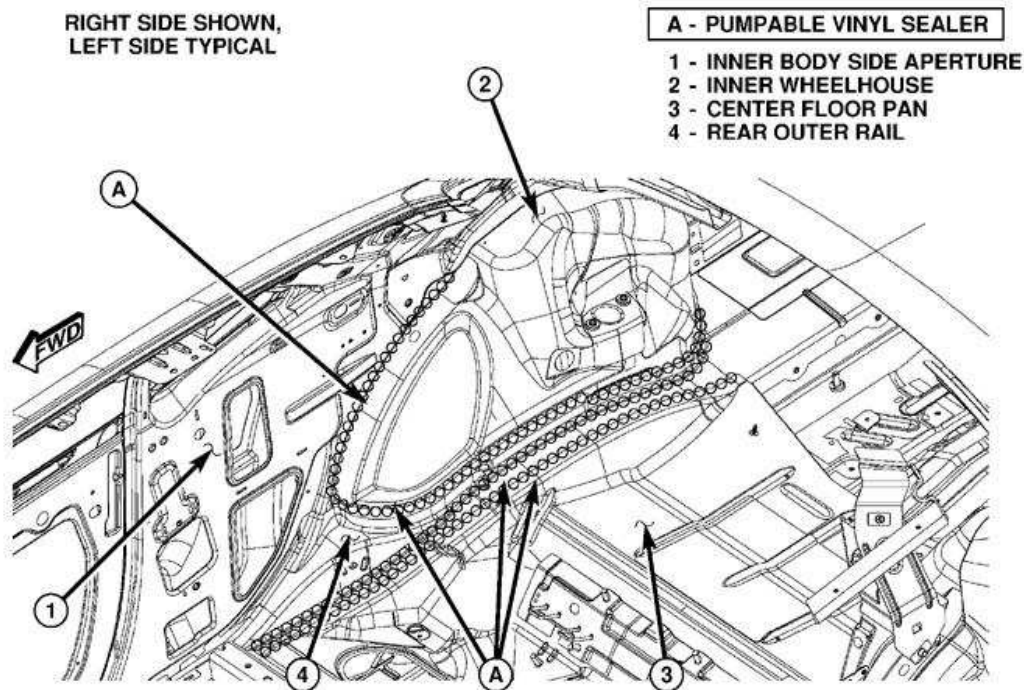 RIGHT SIDE SHOWN,
LEFT SIDE TYPICAL
A - PUMPABLE VINYL SEALER
1 - INNER BODY SIDE APERTURE
2 - INNER WHEELHOUSE
3 - CENTER FLOOR PAN
4 - REAR OUTER RAIL
2
A
FWD
1
4
A
3